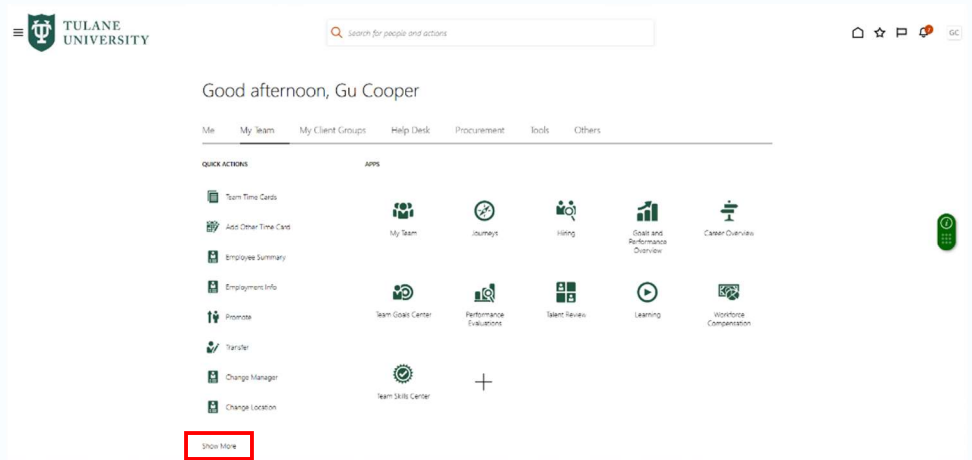 TULANE
UNIVERSITY
Search for people and actions
GC
Good afternoon, Gu Cooper
Me
My Team
My Client Groups
Help Desk
Procurement
Tools
Others
QUICK ACTIONS
Team Time Cards
Add Other Time Card
Employee Summary
Employment Info
Promote
Transfer
Change Manager
Change Location
Show More
APPS
My Team
Journeys
Hiring
Goals and
Performance
Overview
Career Overview
Team Goals Center
Performance
Evaluations
Talent Review
Learning
Workforce
Compensation
Team Skills Center